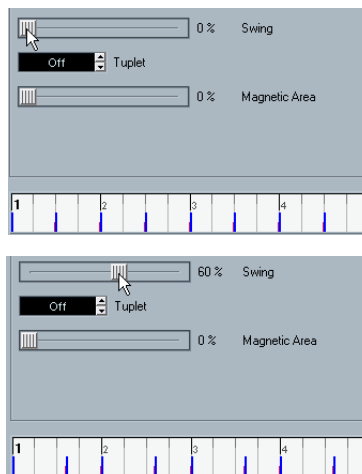 0 % Swing
Off Tuplet
0 % Magnetic Area
1 2 3 4
60 % Swing
Off Tuplet
0 % Magnetic Area
1 2 3 4